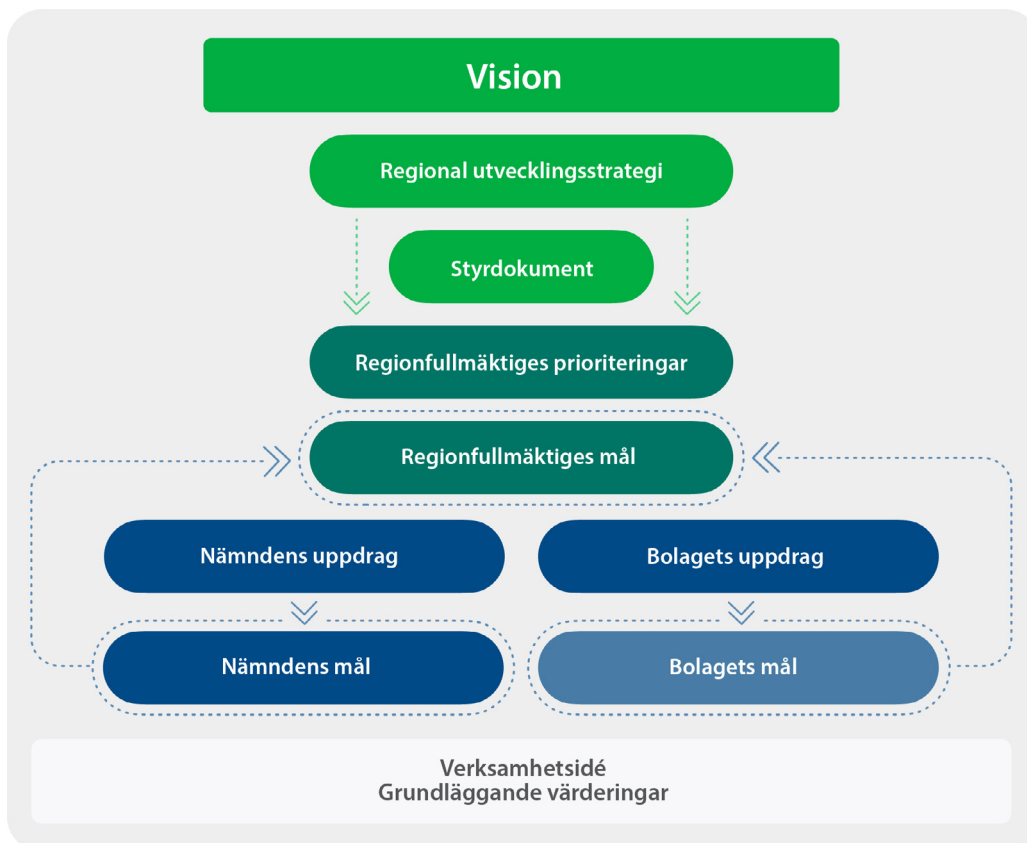 Vision
Regional utvecklingsstrategi
Styrdokument
Regionfullmäktiges prioriteringar
Regionfullmäktiges mål
Nämndens uppdrag
Bolagets uppdrag
Nämndens mål
Bolagets mål
Verksamhetsidé
Grundläggande värderingar